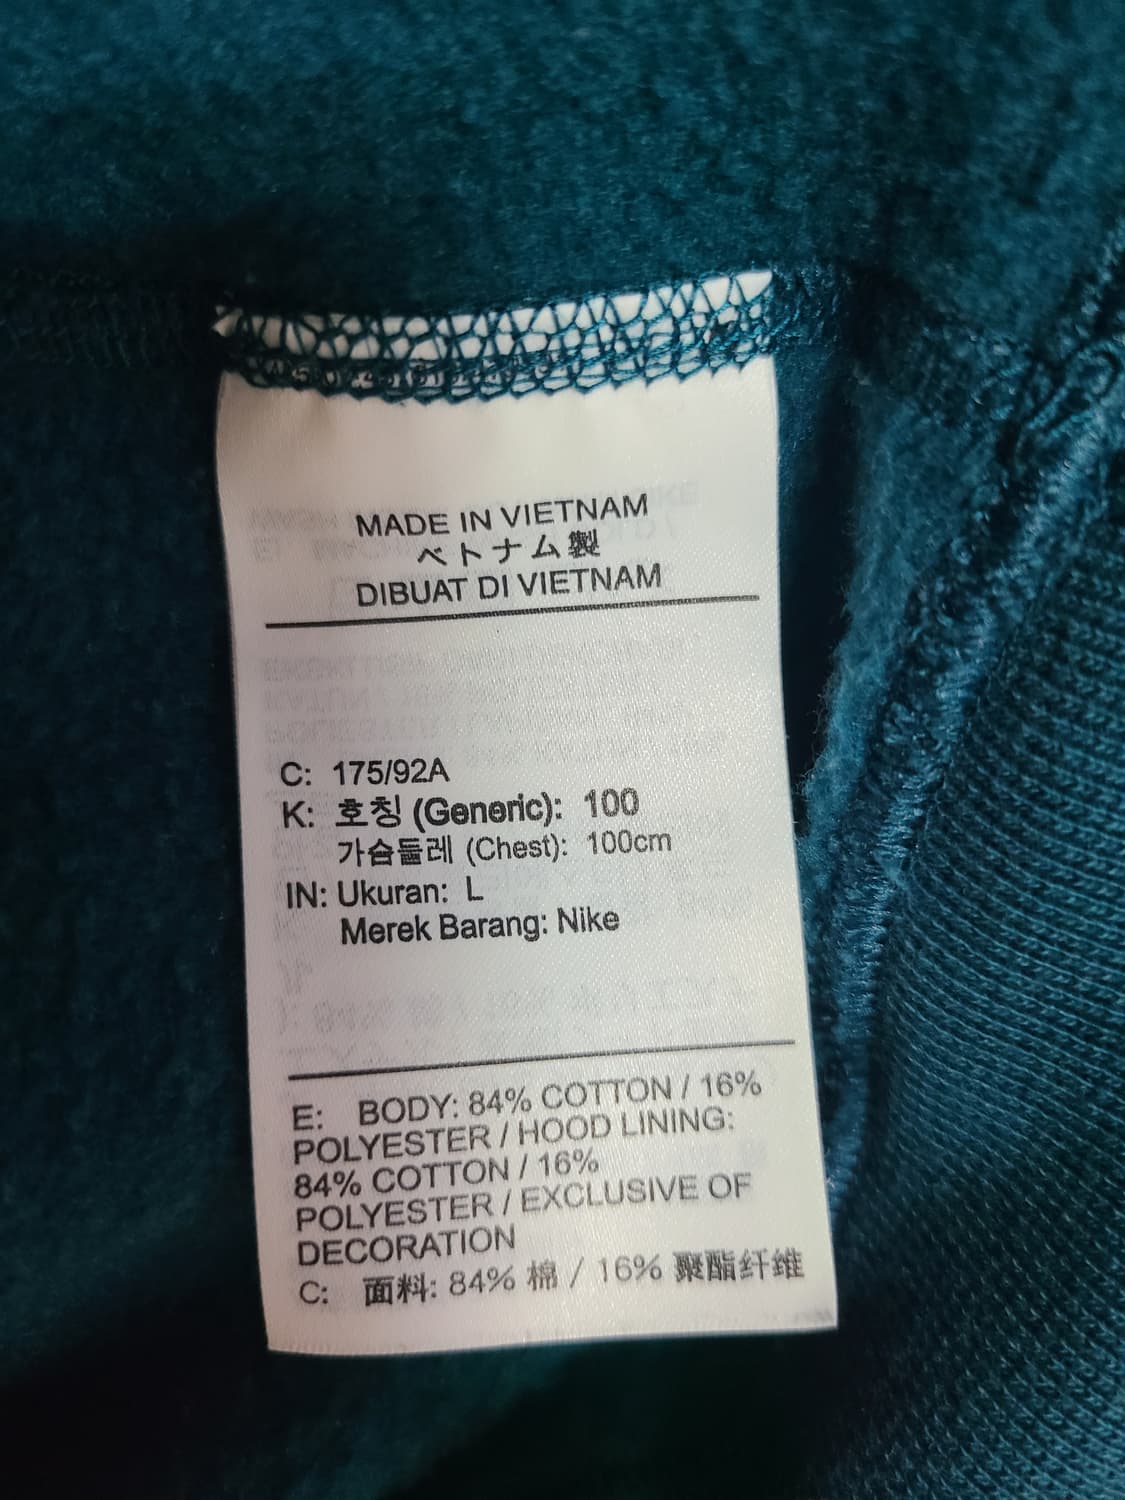 MADE IN VIETNAM
ベトナム製
DIBUAT DI VIETNAM
C: 175/92A
K: 호칭 (Generic): 100
가슴둘레 (Chest): 100cm
IN: Ukuran: L
Merek Barang: Nike
E: BODY: 84% COTTON / 16%
POLYESTER / HOOD LINING:
84% COTTON / 16%
POLYESTER / EXCLUSIVE OF
DECORATION
C: 面料: 84% 棉 / 16% 聚酯纤维